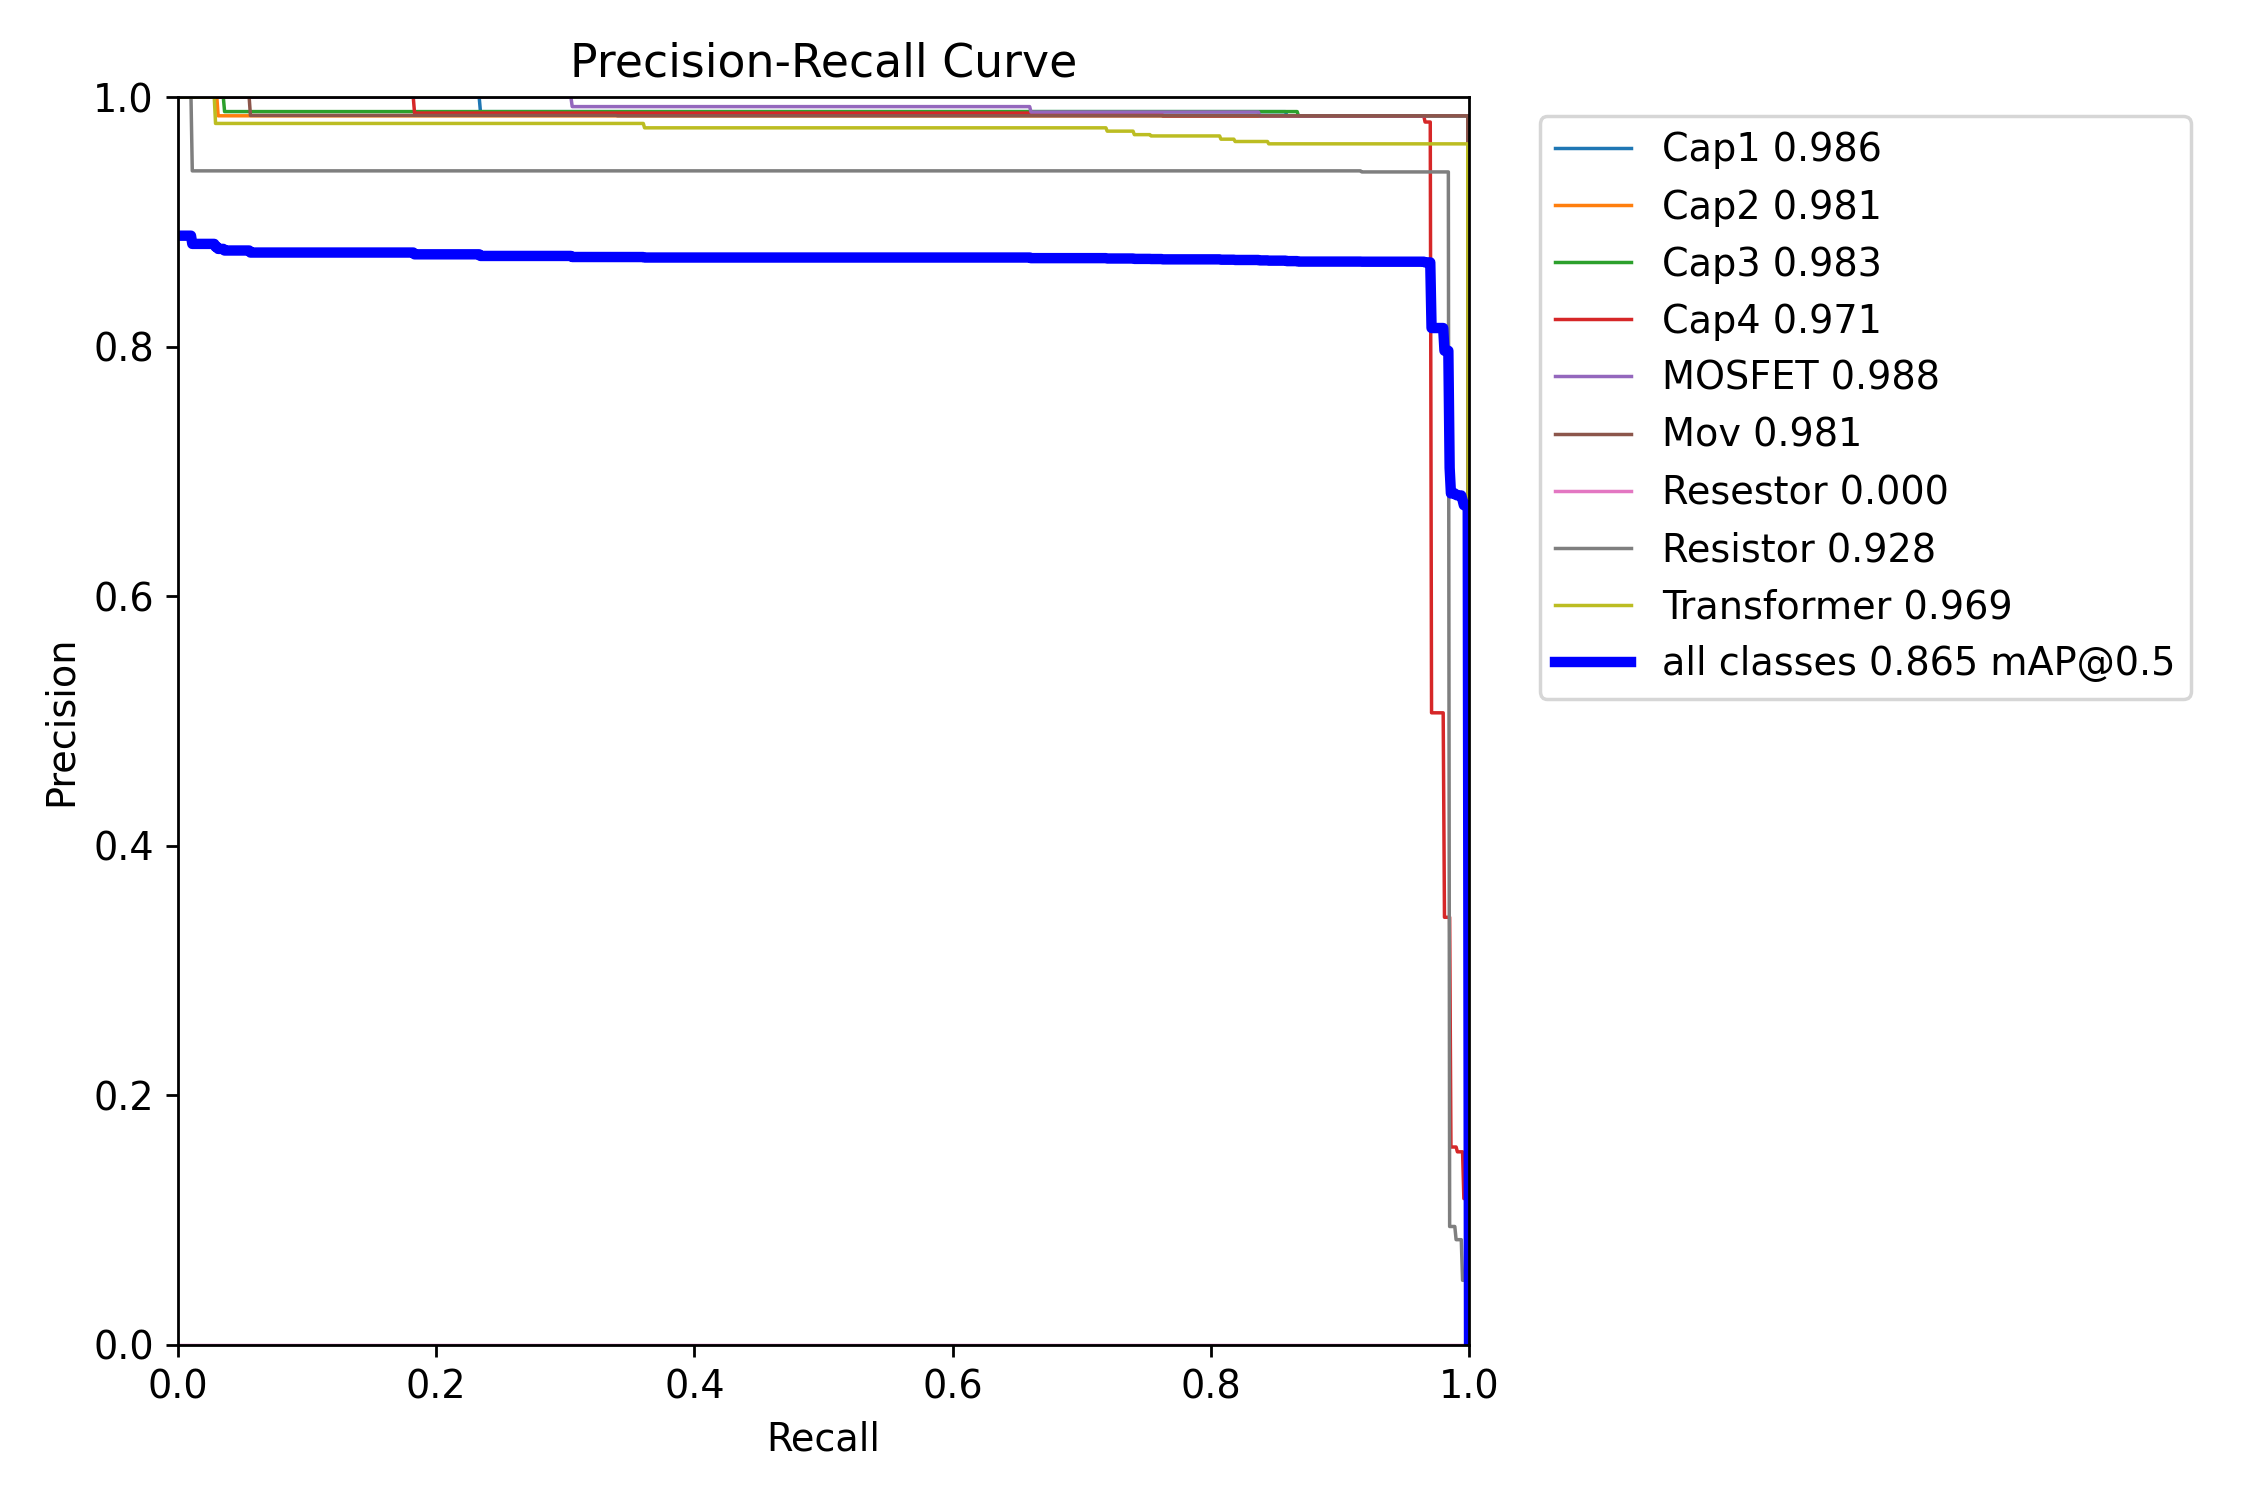 Precision-Recall Curve
1.0
0.8
0.6
0.4
0.2
0.0
Precision
0.0 0.2 0.4 0.6 0.8 1.0
Recall
Cap1 0.986
Cap2 0.981
Cap3 0.983
Cap4 0.971
MOSFET 0.988
Mov 0.981
Resestor 0.000
Resistor 0.928
Transformer 0.969
all classes 0.865 mAP@0.5